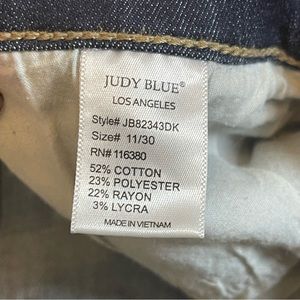 JUDY BLUE®
LOS ANGELES
Style# JB82343DK
Size# 11/30
RN# 116380
52% COTTON
23% POLYESTER
22% RAYON
3% LYCRA
MADE IN VIETNAM